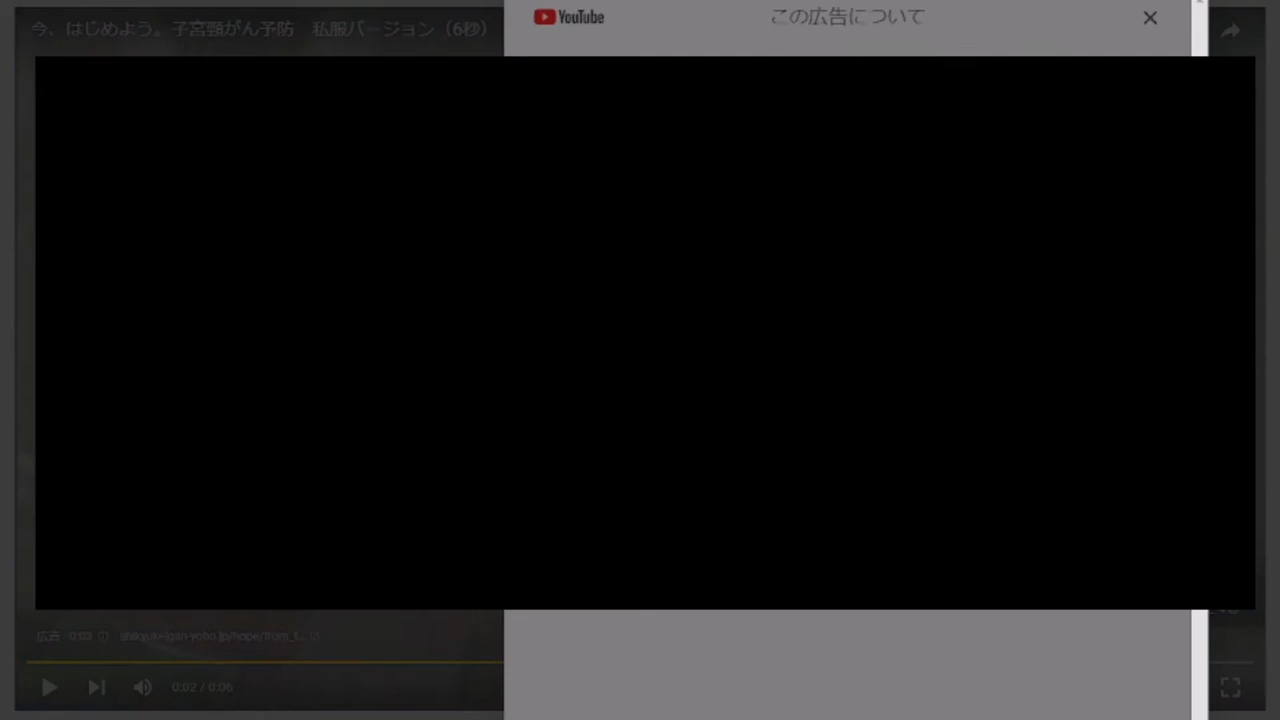 今、はじめよう。子宮頸がん予防　私服バージョン（6秒）
YouTube
この広告について
広告・0:03
0:02 / 0:06